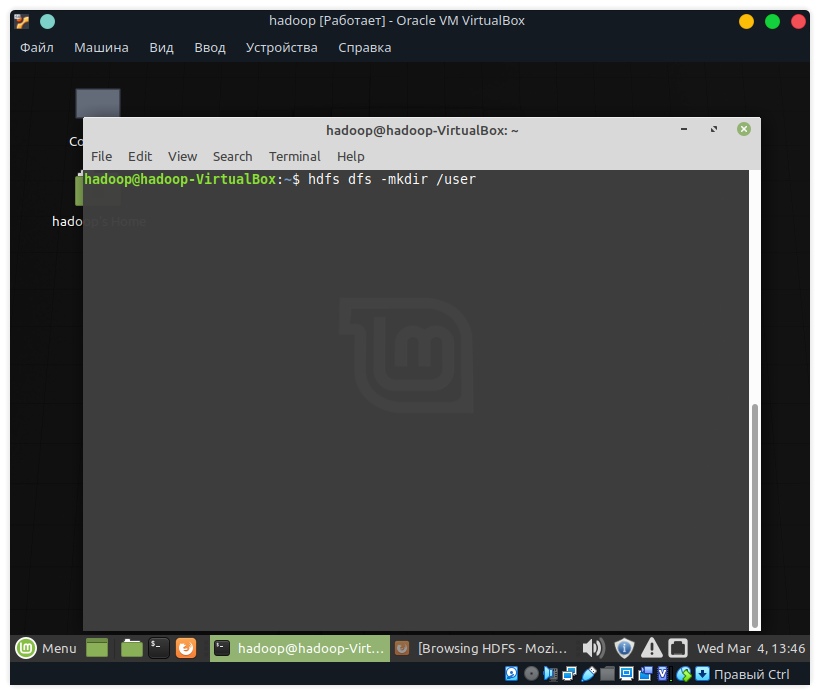 hadoop [Работает] - Oracle VM VirtualBox
Файл Машина Вид Ввод Устройства Справка
hadoop@hadoop-VirtualBox: ~
File Edit View Search Terminal Help
hadoop@hadoop-VirtualBox:~$ hdfs dfs -mkdir /user
hadoop's Home
Menu hadoop@hadoop-Virt... [Browsing HDFS - Mozi... Wed Mar 4, 13:46
Правый Ctrl